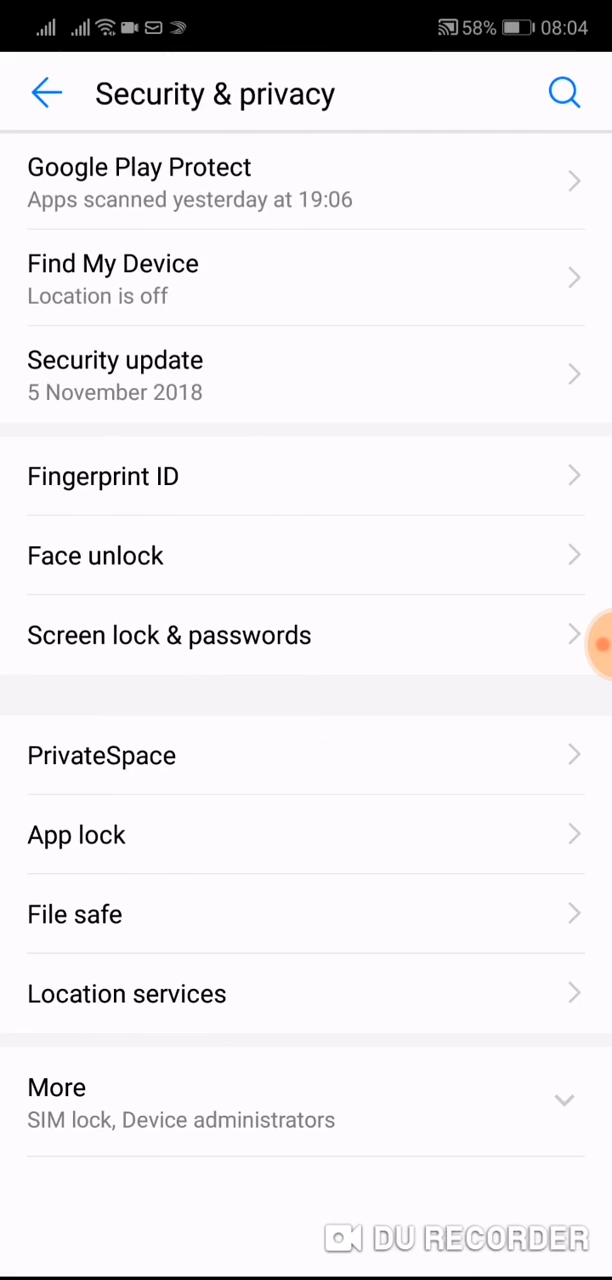 58% 08:04
Security & privacy
Google Play Protect
Apps scanned yesterday at 19:06
Find My Device
Location is off
Security update
5 November 2018
Fingerprint ID
Face unlock
Screen lock & passwords
PrivateSpace
App lock
File safe
Location services
More
SIM lock, Device administrators
DU RECORDER